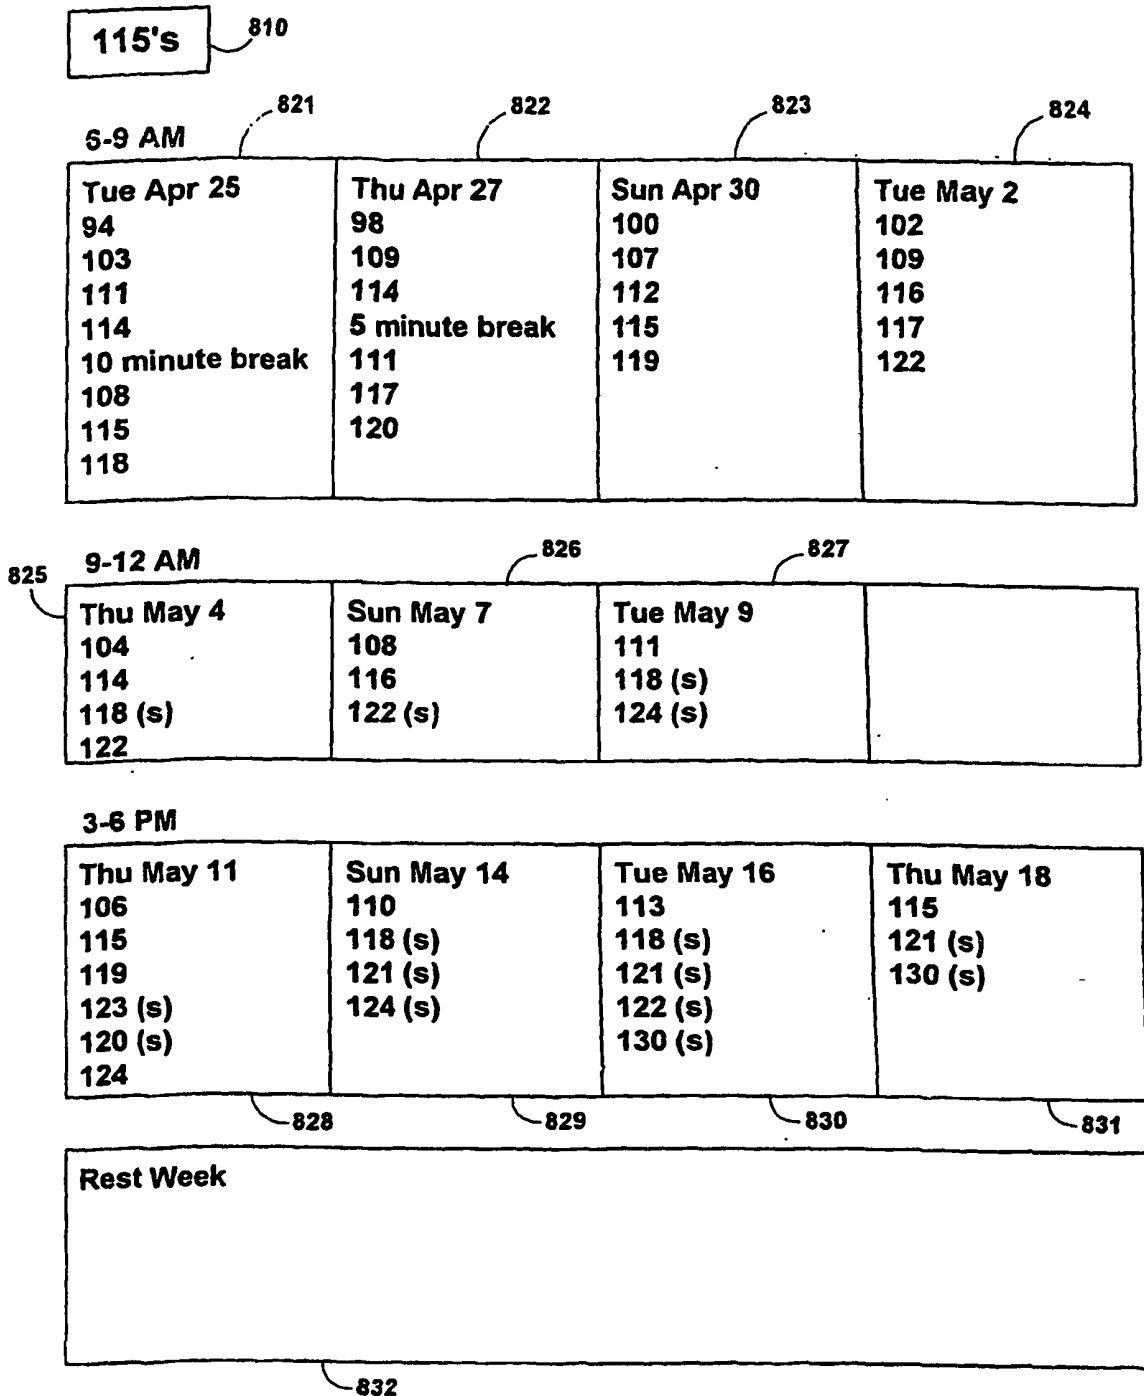 115's
810
821
822
823
824
6-9 AM
Tue Apr 25
94
103
111
114
10 minute break
108
115
118
Thu Apr 27
98
109
114
5 minute break
111
117
120
Sun Apr 30
100
107
112
115
119
Tue May 2
102
109
116
117
122
9-12 AM
825
826
827
Thu May 4
104
114
118 (s)
122
Sun May 7
108
116
122 (s)
Tue May 9
111
118 (s)
124 (s)
3-6 PM
Thu May 11
106
115
119
123 (s)
120 (s)
124
Sun May 14
110
118 (s)
121 (s)
124 (s)
Tue May 16
113
118 (s)
121 (s)
122 (s)
130 (s)
Thu May 18
115
121 (s)
130 (s)
828
829
830
831
Rest Week
832